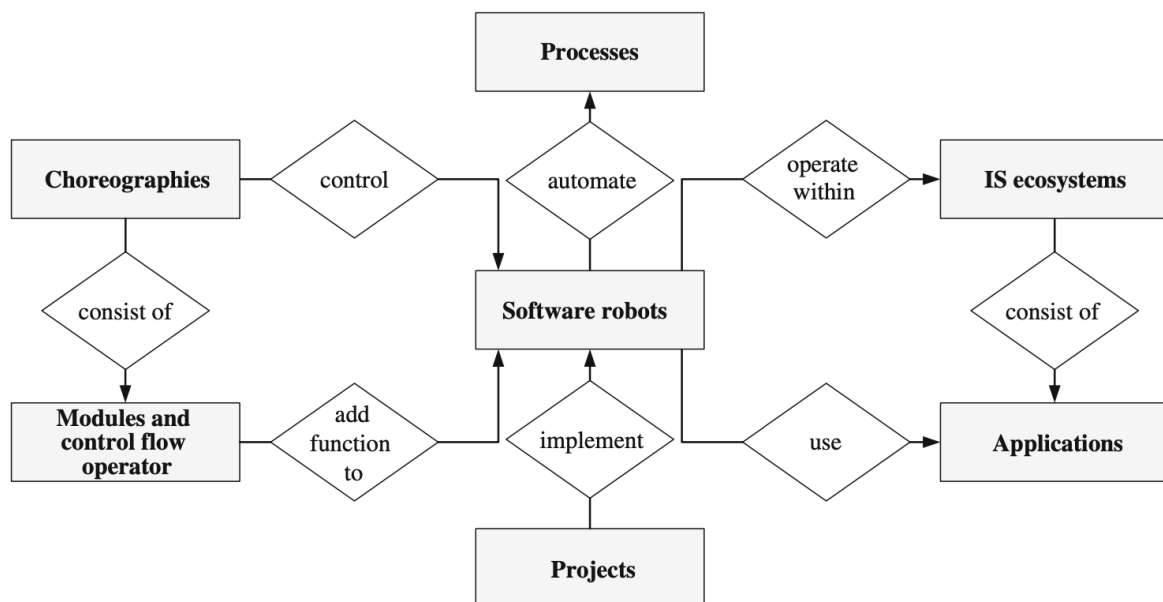 Processes
Choreographies
control
automate
operate
within
IS ecosystems
consist of
Software robots
consist of
Modules and
control flow
operator
add
function
to
implement
use
Applications
Projects